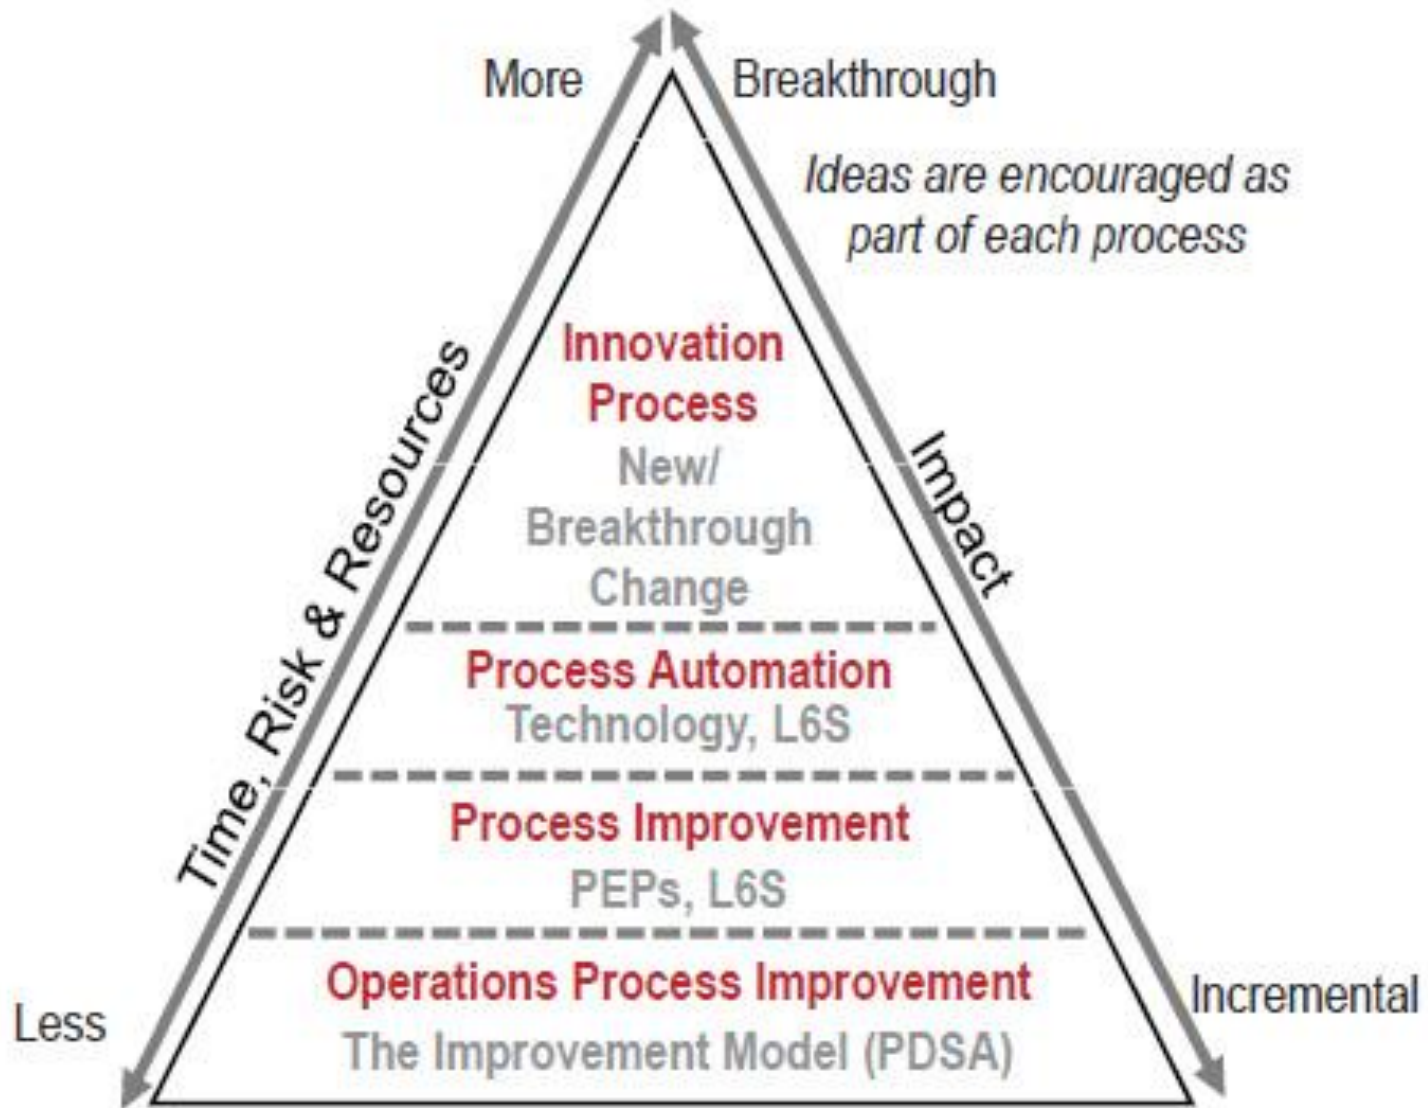 More
Breakthrough
Ideas are encouraged as
part of each process
Innovation
Process
New/
Breakthrough
Change
Time, Risk & Resources
Impact
Process Automation
Technology, L6S
Process Improvement
PEPs, L6S
Operations Process Improvement
The Improvement Model (PDSA)
Less
Incremental